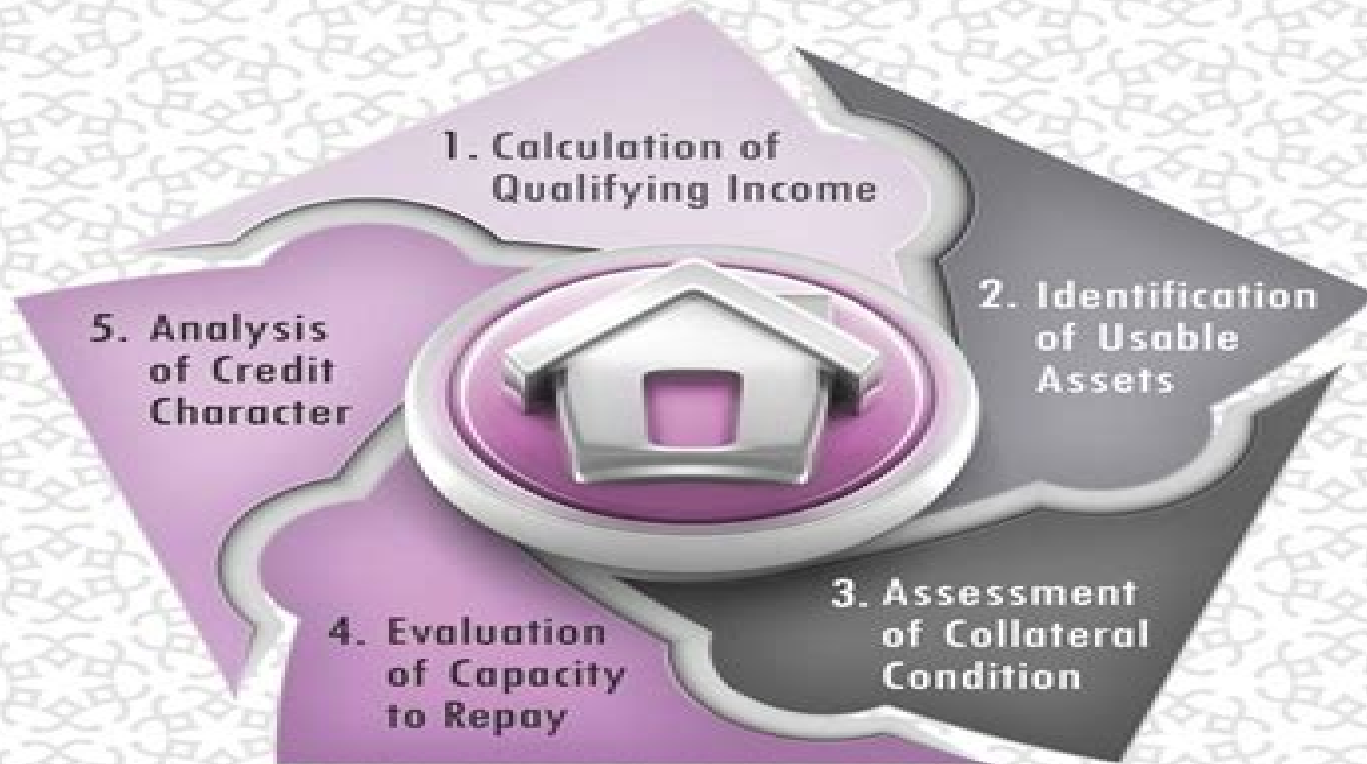 1. Calculation of
Qualifying Income
2. Identification
of Usable
Assets
3. Assessment
of Collateral
Condition
4. Evaluation
of Capacity
to Repay
5. Analysis
of Credit
Character